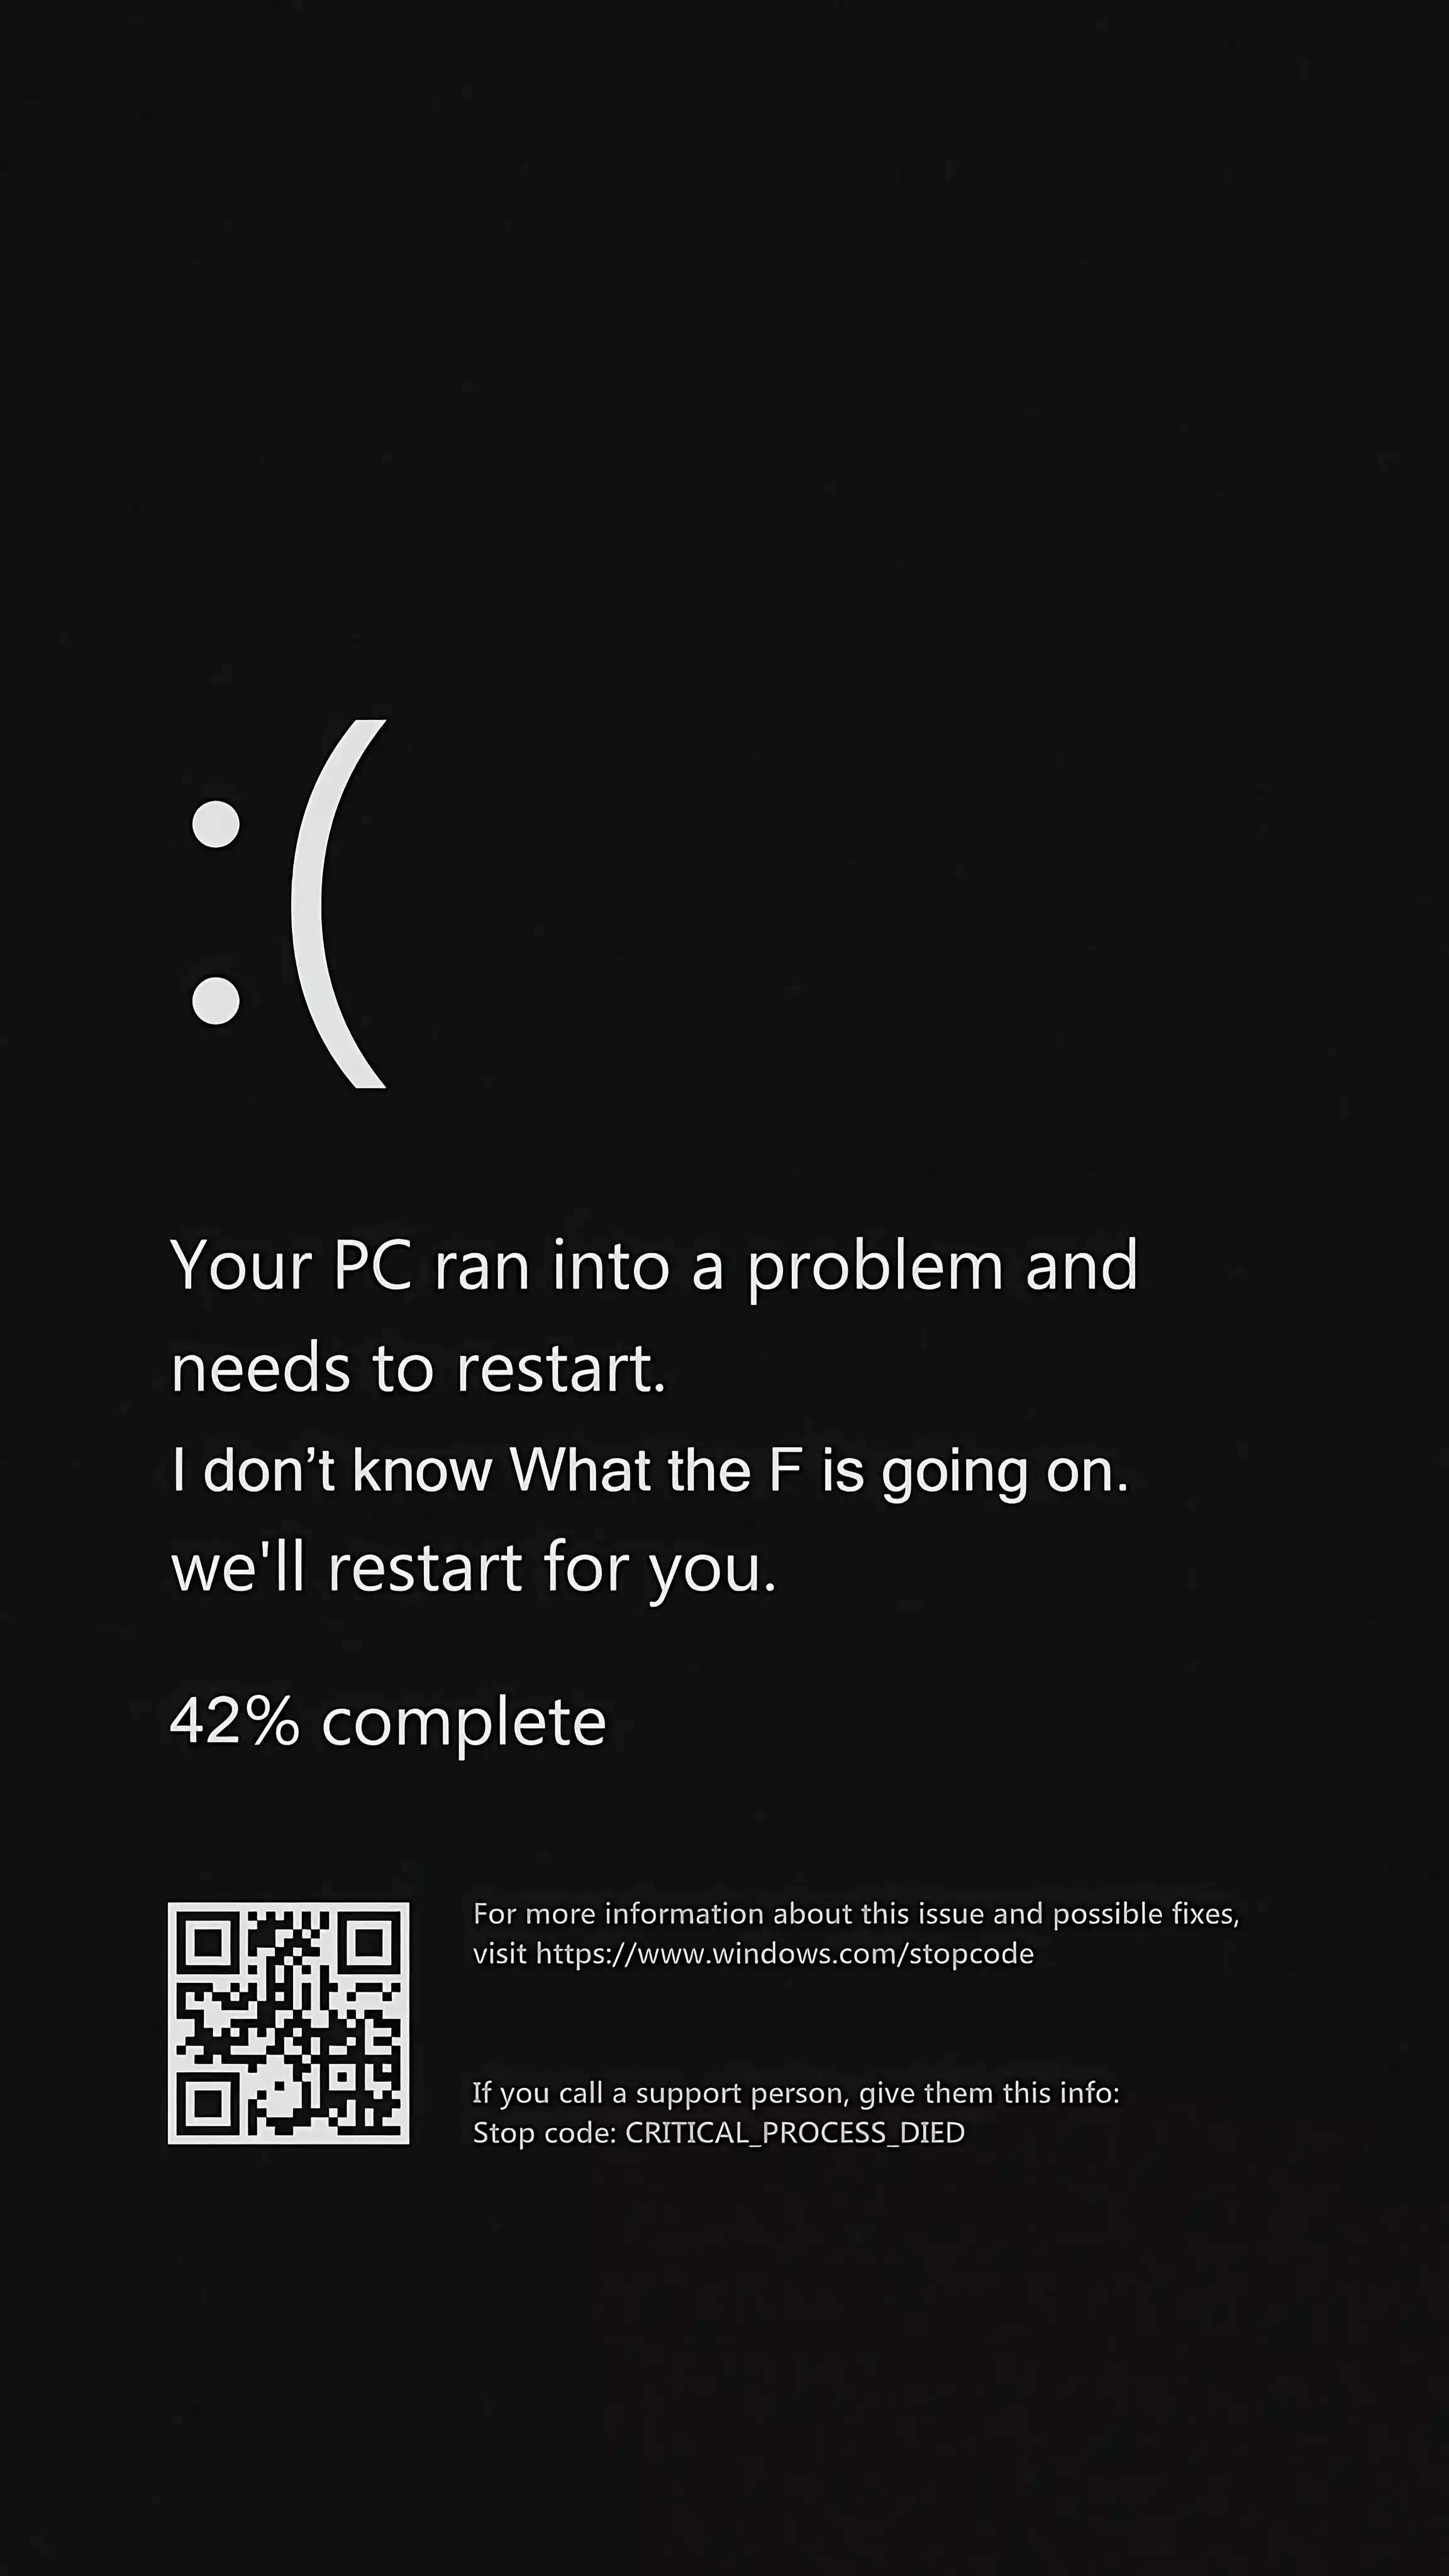 :(
Your PC ran into a problem and
needs to restart.
I don’t know What the F is going on.
we'll restart for you.
42% complete
For more information about this issue and possible fixes,
visit https://www.windows.com/stopcode
If you call a support person, give them this info:
Stop code: CRITICAL_PROCESS_DIED